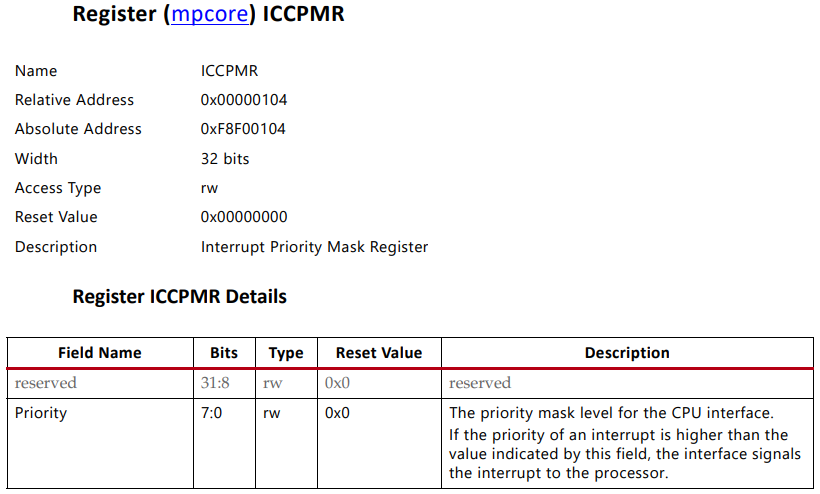 Register (mpcore) ICCPMR
Name ICCPMR
Relative Address 0x00000104
Absolute Address 0xF8F00104
Width 32 bits
Access Type rw
Reset Value 0x00000000
Description Interrupt Priority Mask Register
Register ICCPMR Details
Field Name Bits Type Reset Value Description
reserved 31:8 rw 0x0 reserved
Priority 7:0 rw 0x0 The priority mask level for the CPU interface.
If the priority of an interrupt is higher than the
value indicated by this field, the interface signals
the interrupt to the processor.